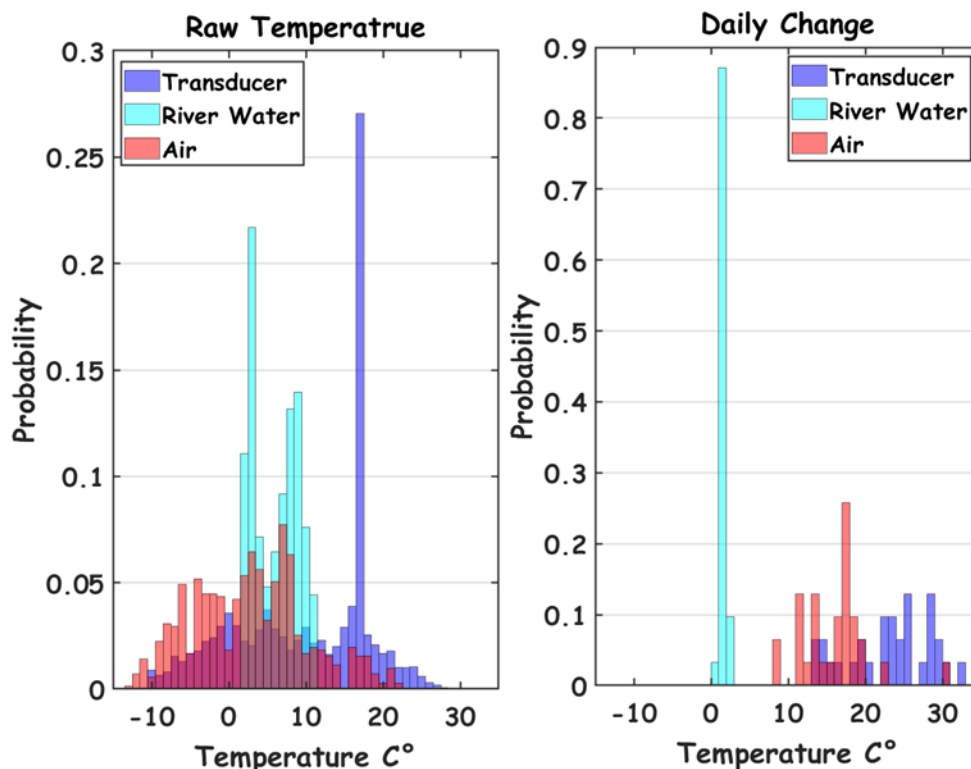 Raw Temperatrue
0.3
0.25
0.2
0.15
0.1
0.05
0
Probability
Transducer
River Water
Air
-10 0 10 20 30
Temperature C°
Daily Change
0.9
0.8
0.7
0.6
0.5
0.4
0.3
0.2
0.1
0
Probability
Transducer
River Water
Air
-10 0 10 20 30
Temperature C°